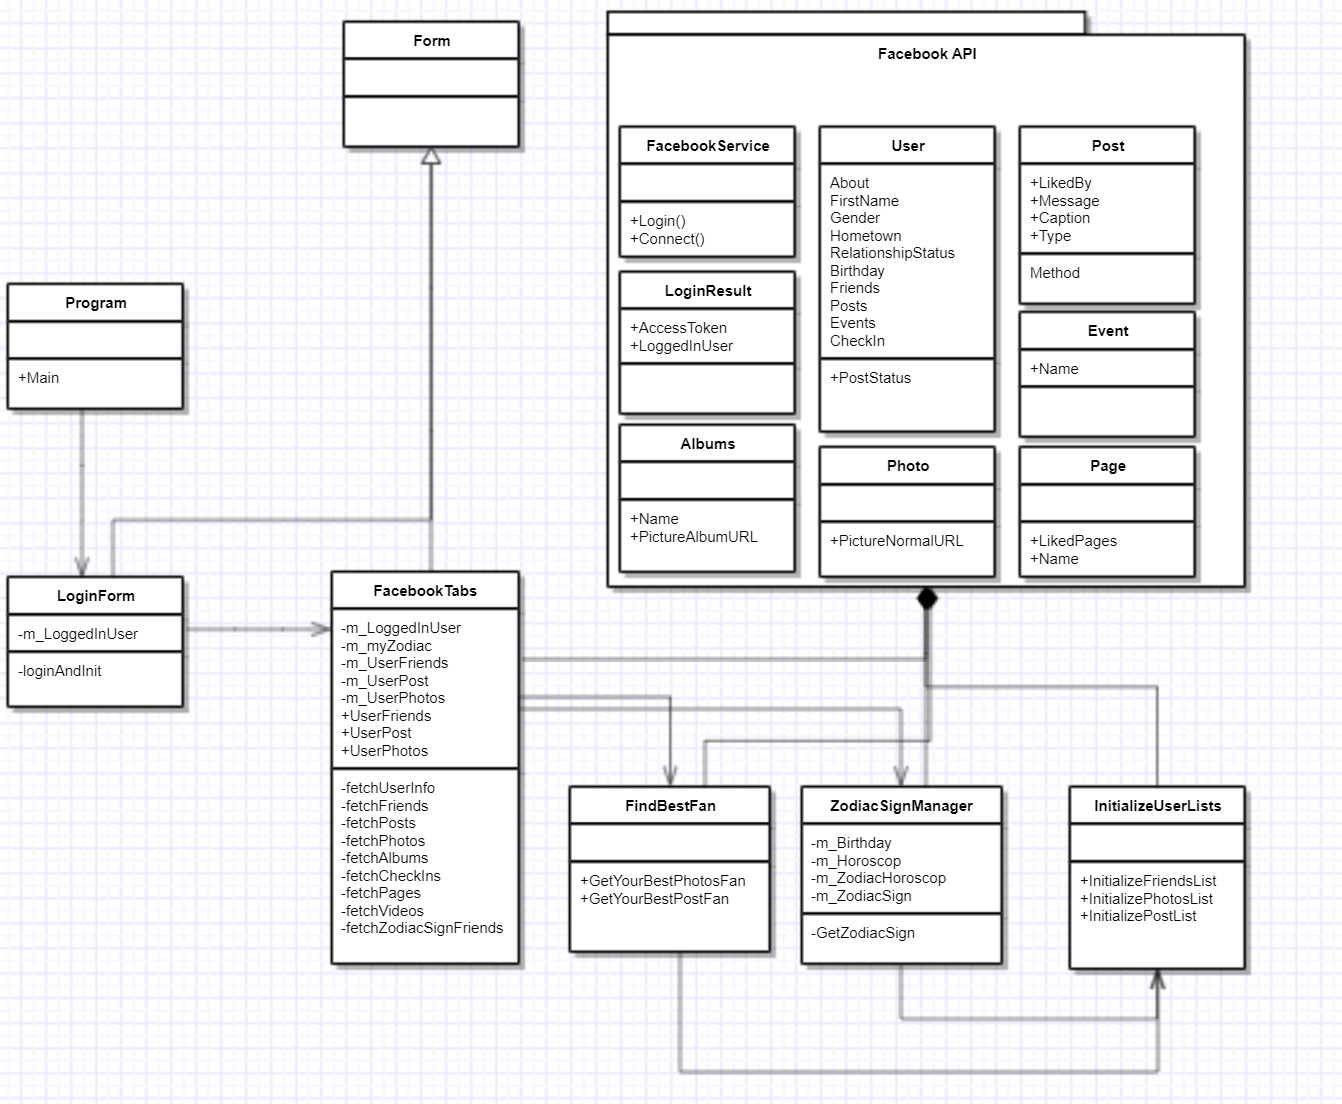 Form
Facebook API
FacebookService
+Login()
+Connect()
User
About
FirstName
Gender
Hometown
RelationshipStatus
Birthday
Friends
Posts
Events
CheckIn
+PostStatus
Post
+LikedBy
+Message
+Caption
+Type
Method
LoginResult
+AccessToken
+LoggedInUser
Event
+Name
Albums
+Name
+PictureAlbumURL
Photo
+PictureNormalURL
Page
+LikedPages
+Name
Program
+Main
LoginForm
-m_LoggedInUser
-loginAndInit
FacebookTabs
-m_LoggedInUser
-m_myZodiac
-m_UserFriends
-m_UserPost
-m_UserPhotos
+UserFriends
+UserPost
+UserPhotos
-fetchUserInfo
-fetchFriends
-fetchPosts
-fetchPhotos
-fetchAlbums
-fetchCheckIns
-fetchPages
-fetchVideos
-fetchZodiacSignFriends
FindBestFan
+GetYourBestPhotosFan
+GetYourBestPostFan
ZodiacSignManager
-m_Birthday
-m_Horoscop
-m_ZodiacHoroscop
-m_ZodiacSign
-GetZodiacSign
InitializeUserLists
+InitializeFriendsList
+InitializePhotosList
+InitializePostList